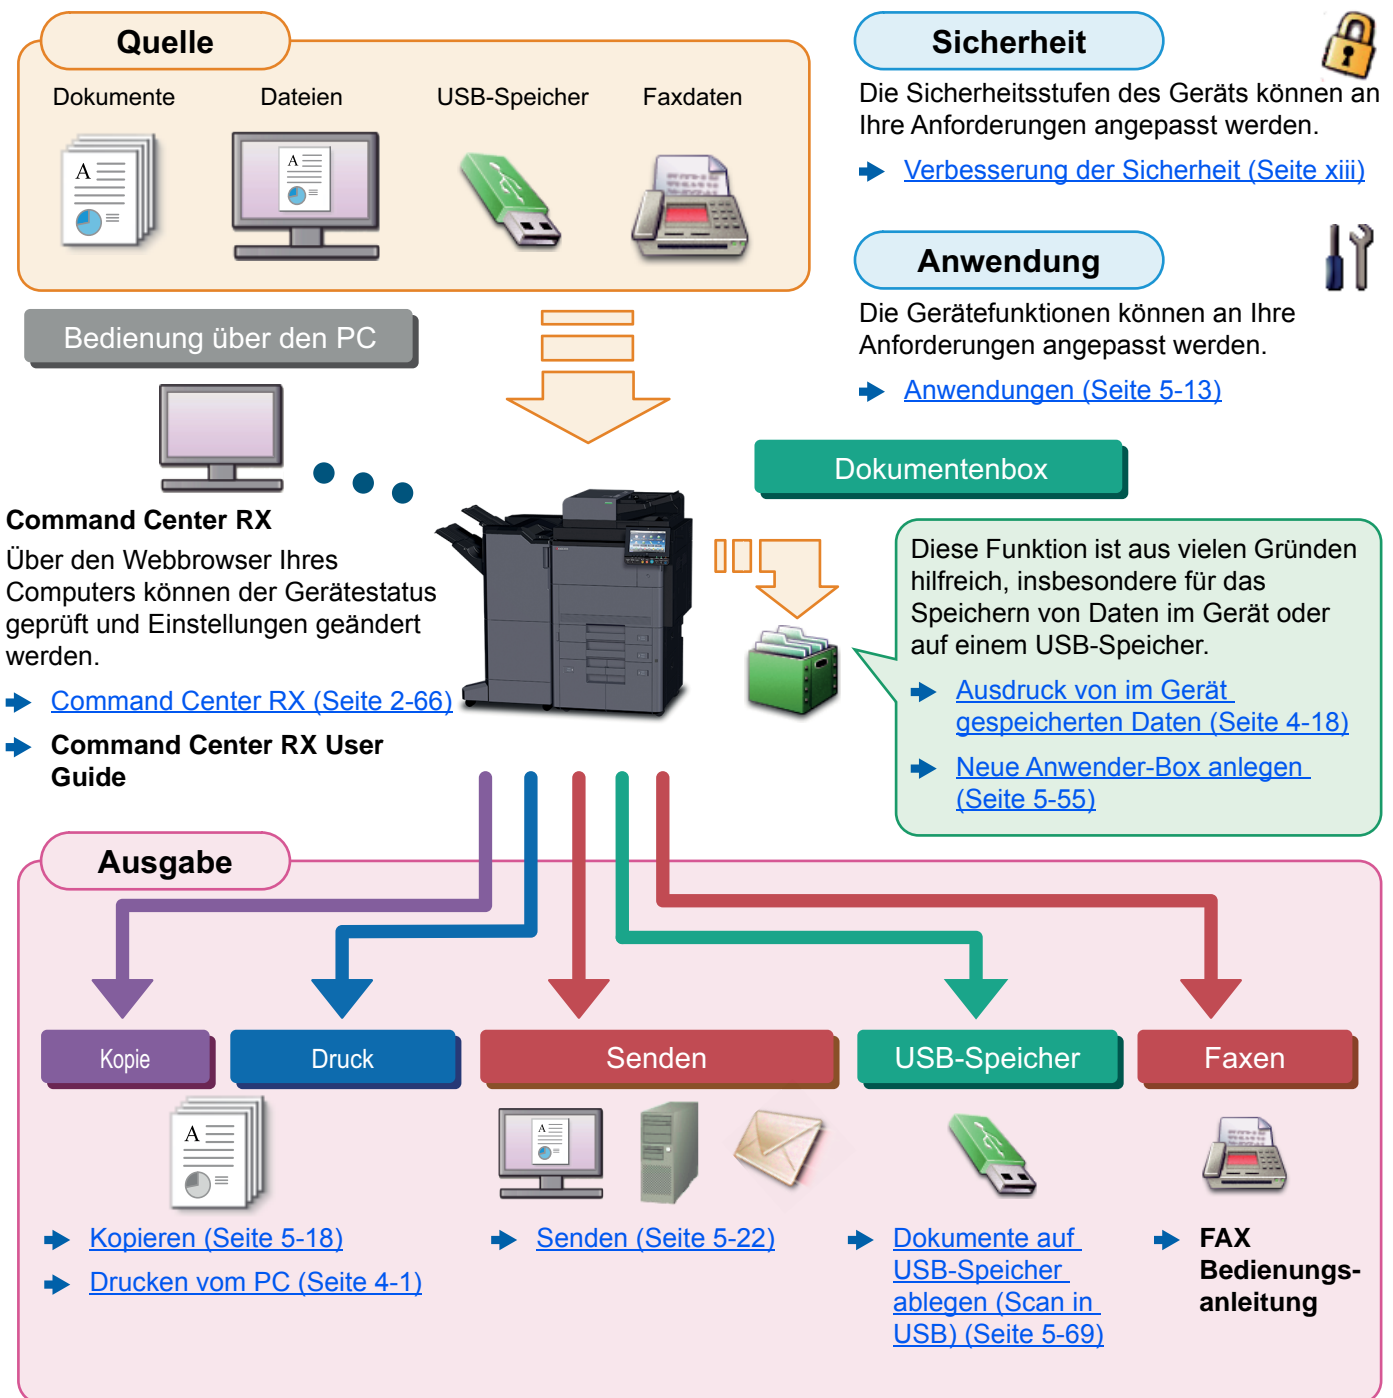 Quelle
Dokumente
Dateien
USB-Speicher
Faxdaten
A
A
Sicherheit
Die Sicherheitsstufen des Geräts können an
Ihre Anforderungen angepasst werden.
Verbesserung der Sicherheit (Seite xiii)
Anwendung
Die Gerätefunktionen können an Ihre
Anforderungen angepasst werden.
Anwendungen (Seite 5-13)
Bedienung über den PC
Command Center RX
Über den Webbrowser Ihres
Computers können der Gerätestatus
geprüft und Einstellungen geändert
werden.
Command Center RX (Seite 2-66)
Command Center RX User
Guide
Dokumentenbox
Diese Funktion ist aus vielen Gründen
hilfreich, insbesondere für das
Speichern von Daten im Gerät oder
auf einem USB-Speicher.
Ausdruck von im Gerät
gespeicherten Daten (Seite 4-18)
Neue Anwender-Box anlegen
(Seite 5-55)
Ausgabe
Kopie
Druck
Senden
USB-Speicher
Faxen
A
A
Kopieren (Seite 5-18)
Drucken vom PC (Seite 4-1)
Senden (Seite 5-22)
Dokumente auf
USB-Speicher
ablegen (Scan in
USB) (Seite 5-69)
FAX
Bedienungs-
anleitung